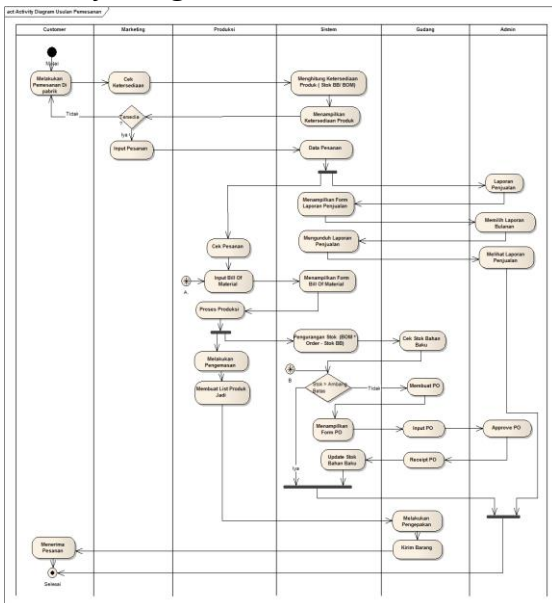 act Activity Diagram Usulan Pemesanan
Customer
Marketing
Produksi
Sistem
Gudang
Admin
Mulai
Melakukan
Pemesanan Di
pabrik
Cek
Ketersediaan
Menghitung Ketersediaan
Produk ( Stok BB/ BOM)
Menampilkan
Ketersediaan Produk
Tersedia
?
Tidak
Iya
Input Pesanan
Data Pesanan
Laporan
Penjualan
Menampilkan Form
Laporan Penjualan
Memilih Laporan
Bulanan
Cek Pesanan
Mengunduh Laporan
Penjualan
Melihat Laporan
Penjualan
A
Input Bill Of
Material
Menampilkan Form
Bill Of Material
Proses Produksi
Pengurangan Stok (BOM *
Order - Stok BB)
Cek Stok Bahan
Baku
Melakukan
Pengemasan
B
Stok > Ambang
Batas
Tidak
Membuat PO
Membuat List Produk
Jadi
Menampilkan
Form PO
Input PO
Approve PO
Iya
Update Stok
Bahan Baku
Receipt PO
Melakukan
Pengepakan
Menerima
Pesanan
Kirim Barang
Selesai